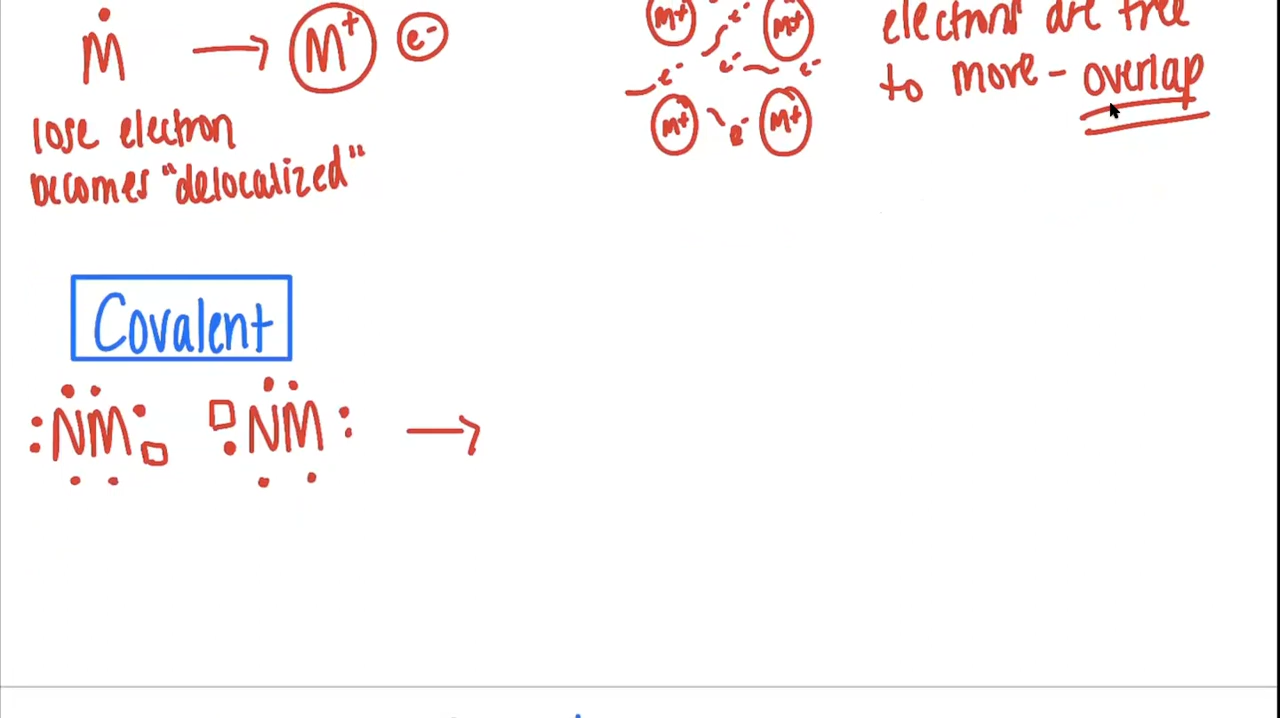 M → M+ e-
lose electron
becomes "delocalized"
M+ e- M+
e- e- e-
M+ e- M+
electrons are free
to move - overlap
Covalent
NM NM →